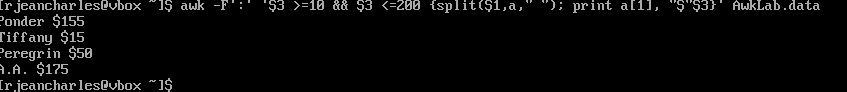 [rjeancharles@vbox ~]$ awk -F':' '$3 >=10 && $3 <=200 {split($1,a," "); print a[1], "$"$3}' AwkLab.data
Ponder $155
Tiffany $15
Peregrin $50
A.A. $175
[rjeancharles@vbox ~]$